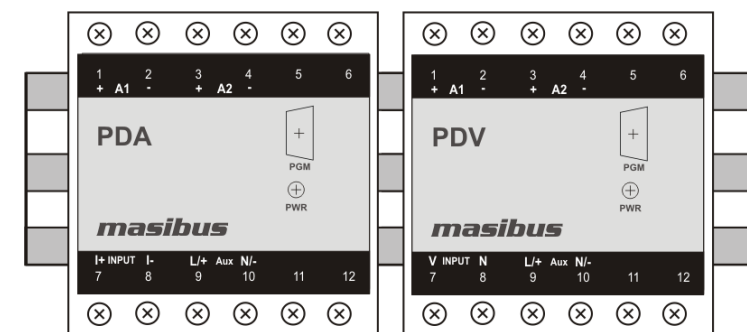 1 2 3 4 5 6
+ A1 - + A2 -
PDA
PGM
PWR
masibus
I+ INPUT I- L/+ Aux N/-
7 8 9 10 11 12
1 2 3 4 5 6
+ A1 - + A2 -
PDV
PGM
PWR
masibus
V INPUT N L/+ Aux N/-
7 8 9 10 11 12